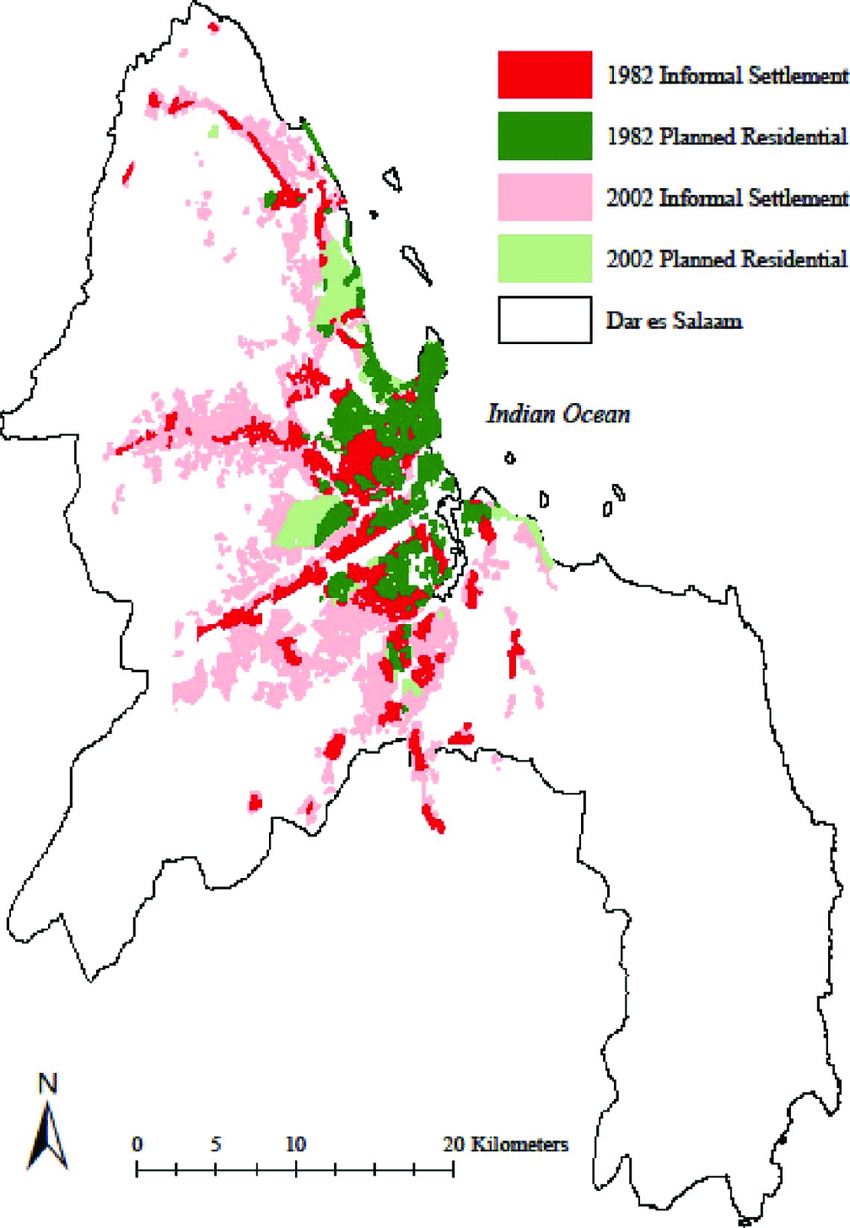 1982 Informal Settlement
1982 Planned Residential
2002 Informal Settlement
2002 Planned Residential
Dar es Salaam
Indian Ocean
N
0 5 10 20 Kilometers